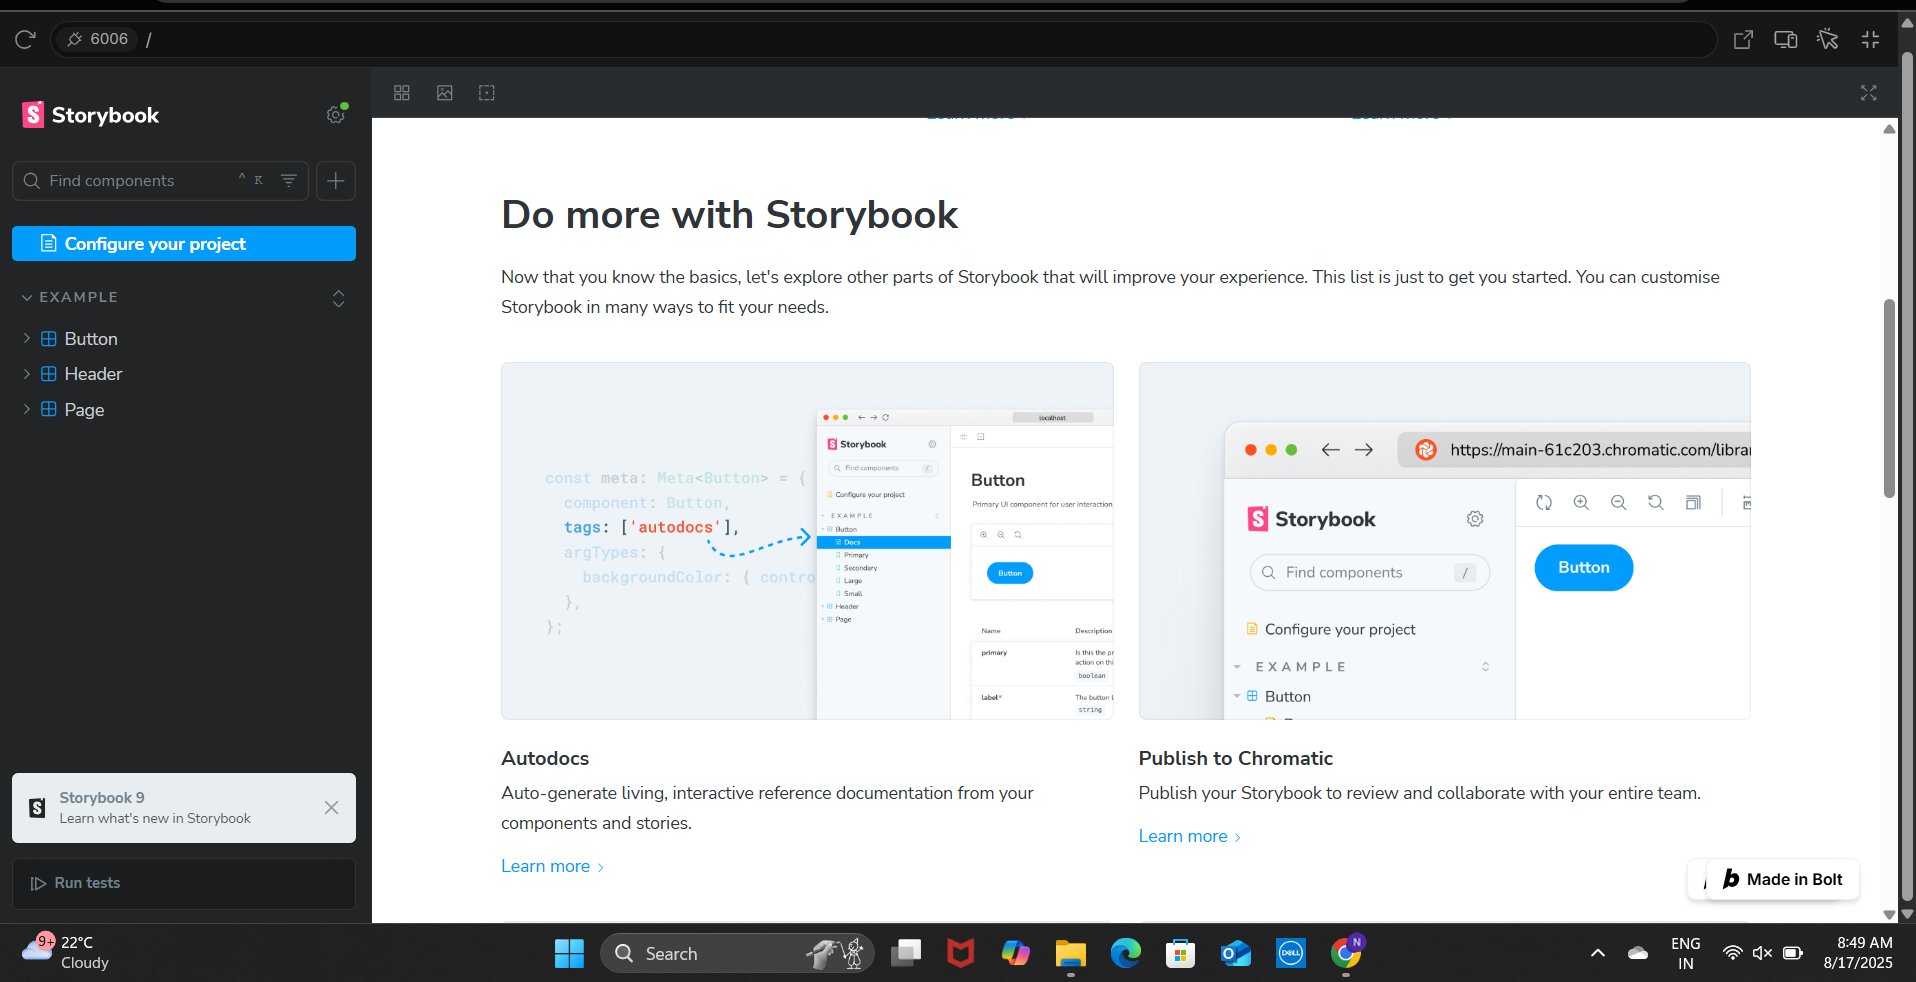 6006 /
Storybook
Find components ^ K
Configure your project
EXAMPLE
Button
Header
Page
Storybook 9
Learn what's new in Storybook
Run tests
Do more with Storybook
Now that you know the basics, let's explore other parts of Storybook that will improve your experience. This list is just to get you started. You can customise
Storybook in many ways to fit your needs.
const meta: Meta<Button> = {
component: Button,
tags: ['autodocs'],
argTypes: {
backgroundColor: { contro
},
};
localhost
Storybook
Find components /
Configure your project
EXAMPLE
Button
Docs
Primary
Secondary
Large
Small
Header
Page
Button
Primary UI component for user interaction
Button
Name Description
primary Is this the pr
action on thi
boolean
label* The button l
string
https://main-61c203.chromatic.com/librar
Storybook
Find components /
Configure your project
EXAMPLE
Button
Button
Autodocs
Auto-generate living, interactive reference documentation from your
components and stories.
Learn more >
Publish to Chromatic
Publish your Storybook to review and collaborate with your entire team.
Learn more >
b Made in Bolt
9+
22°C
Cloudy
Search
DELL
N
ENG
IN
8:49 AM
8/17/2025